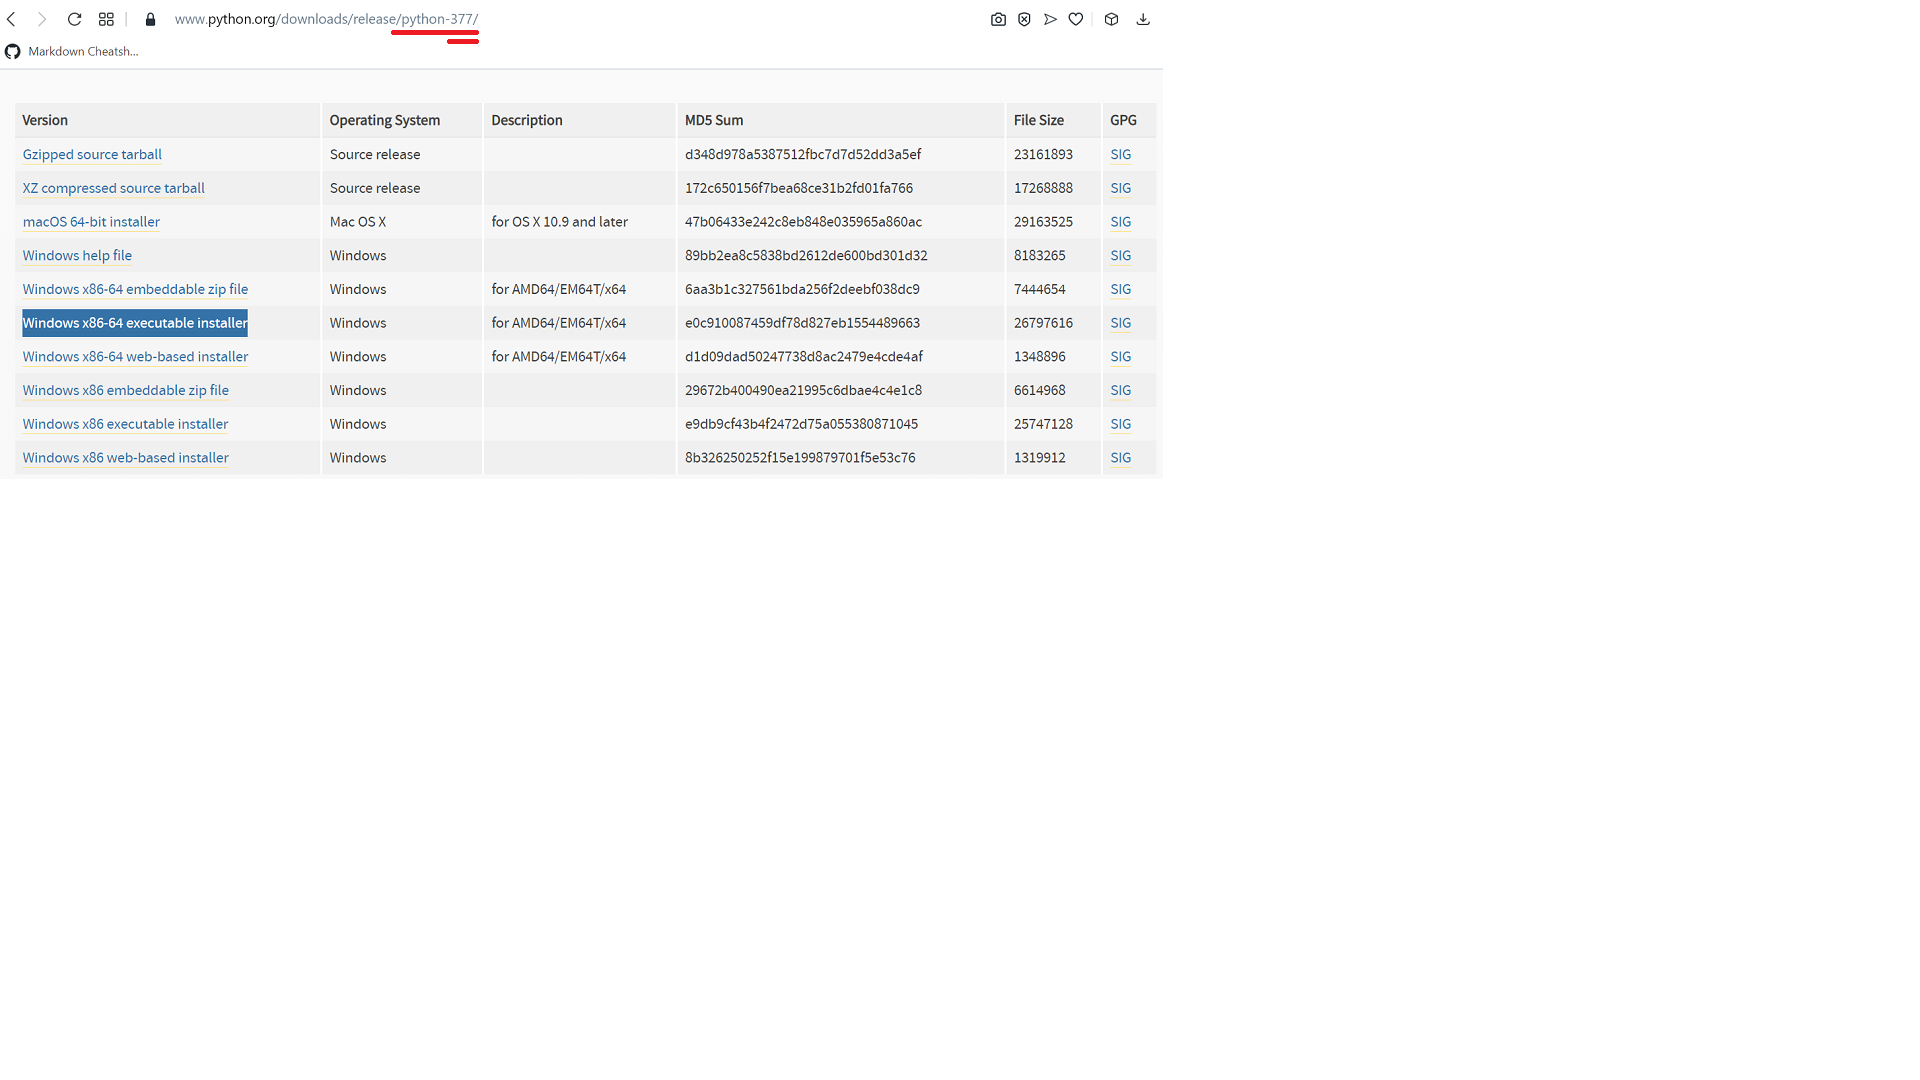 www.python.org/downloads/release/python-377/
Markdown Cheatsh...
Version Operating System Description MD5 Sum File Size GPG
Gzipped source tarball Source release d348d978a5387512fbc7d7d52dd3a5ef 23161893 SIG
XZ compressed source tarball Source release 172c650156f7bea68ce31b2fd01fa766 17268888 SIG
macOS 64-bit installer Mac OS X for OS X 10.9 and later 47b06433e242c8eb848e035965a860ac 29163525 SIG
Windows help file Windows 89bb2ea8c5838bd2612de600bd301d32 8183265 SIG
Windows x86-64 embeddable zip file Windows for AMD64/EM64T/x64 6aa3b1c327561bda256f2deebf038dc9 7444654 SIG
Windows x86-64 executable installer Windows for AMD64/EM64T/x64 e0c910087459df78d827eb1554489663 26797616 SIG
Windows x86-64 web-based installer Windows for AMD64/EM64T/x64 d1d09dad50247738d8ac2479e4cde4af 1348896 SIG
Windows x86 embeddable zip file Windows 29672b400490ea21995c6dbae4c4e1c8 6614968 SIG
Windows x86 executable installer Windows e9db9cf43b4f2472d75a055380871045 25747128 SIG
Windows x86 web-based installer Windows 8b326250252f15e199879701f5e53c76 1319912 SIG